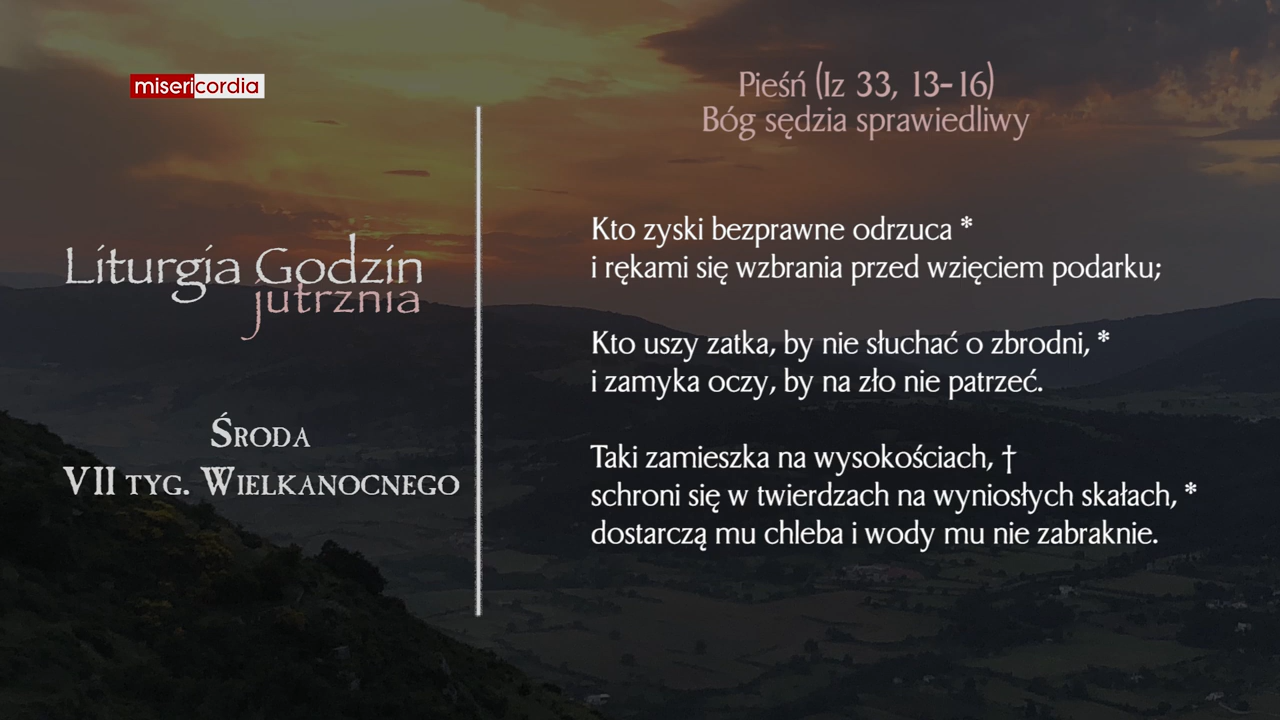 misericordia
Liturgia Godzin
jutrznia
Środa
VII tyg. Wielkanocnego
Pieśń (Iz 33, 13-16)
Bóg sędzia sprawiedliwy
Kto zyski bezprawne odrzuca *
i rękami się wzbrania przed wzięciem podarku;
Kto uszy zatka, by nie słuchać o zbrodni, *
i zamyka oczy, by na zło nie patrzeć.
Taki zamieszka na wysokościach, †
schroni się w twierdzach na wyniosłych skałach, *
dostarczą mu chleba i wody mu nie zabraknie.